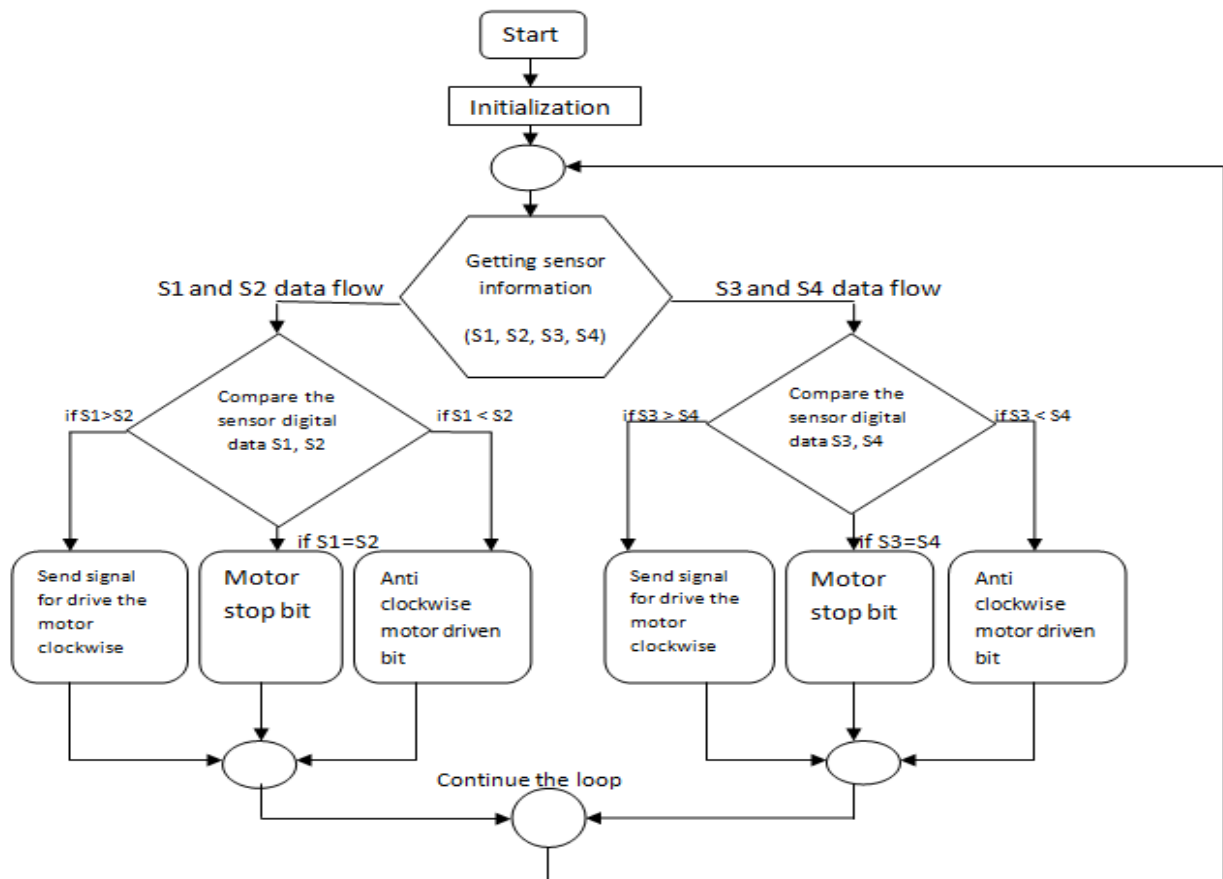 Start
Initialization
Getting sensor
information
(S1, S2, S3, S4)
S1 and S2 data flow
S3 and S4 data flow
Compare the
sensor digital
data S1, S2
if S1>S2
if S1 < S2
if S1=S2
Compare the
sensor digital
data S3, S4
if S3 > S4
if S3 < S4
if S3=S4
Send signal
for drive the
motor
clockwise
Motor
stop bit
Anti
clockwise
motor driven
bit
Send signal
for drive the
motor
clockwise
Motor
stop bit
Anti
clockwise
motor driven
bit
Continue the loop